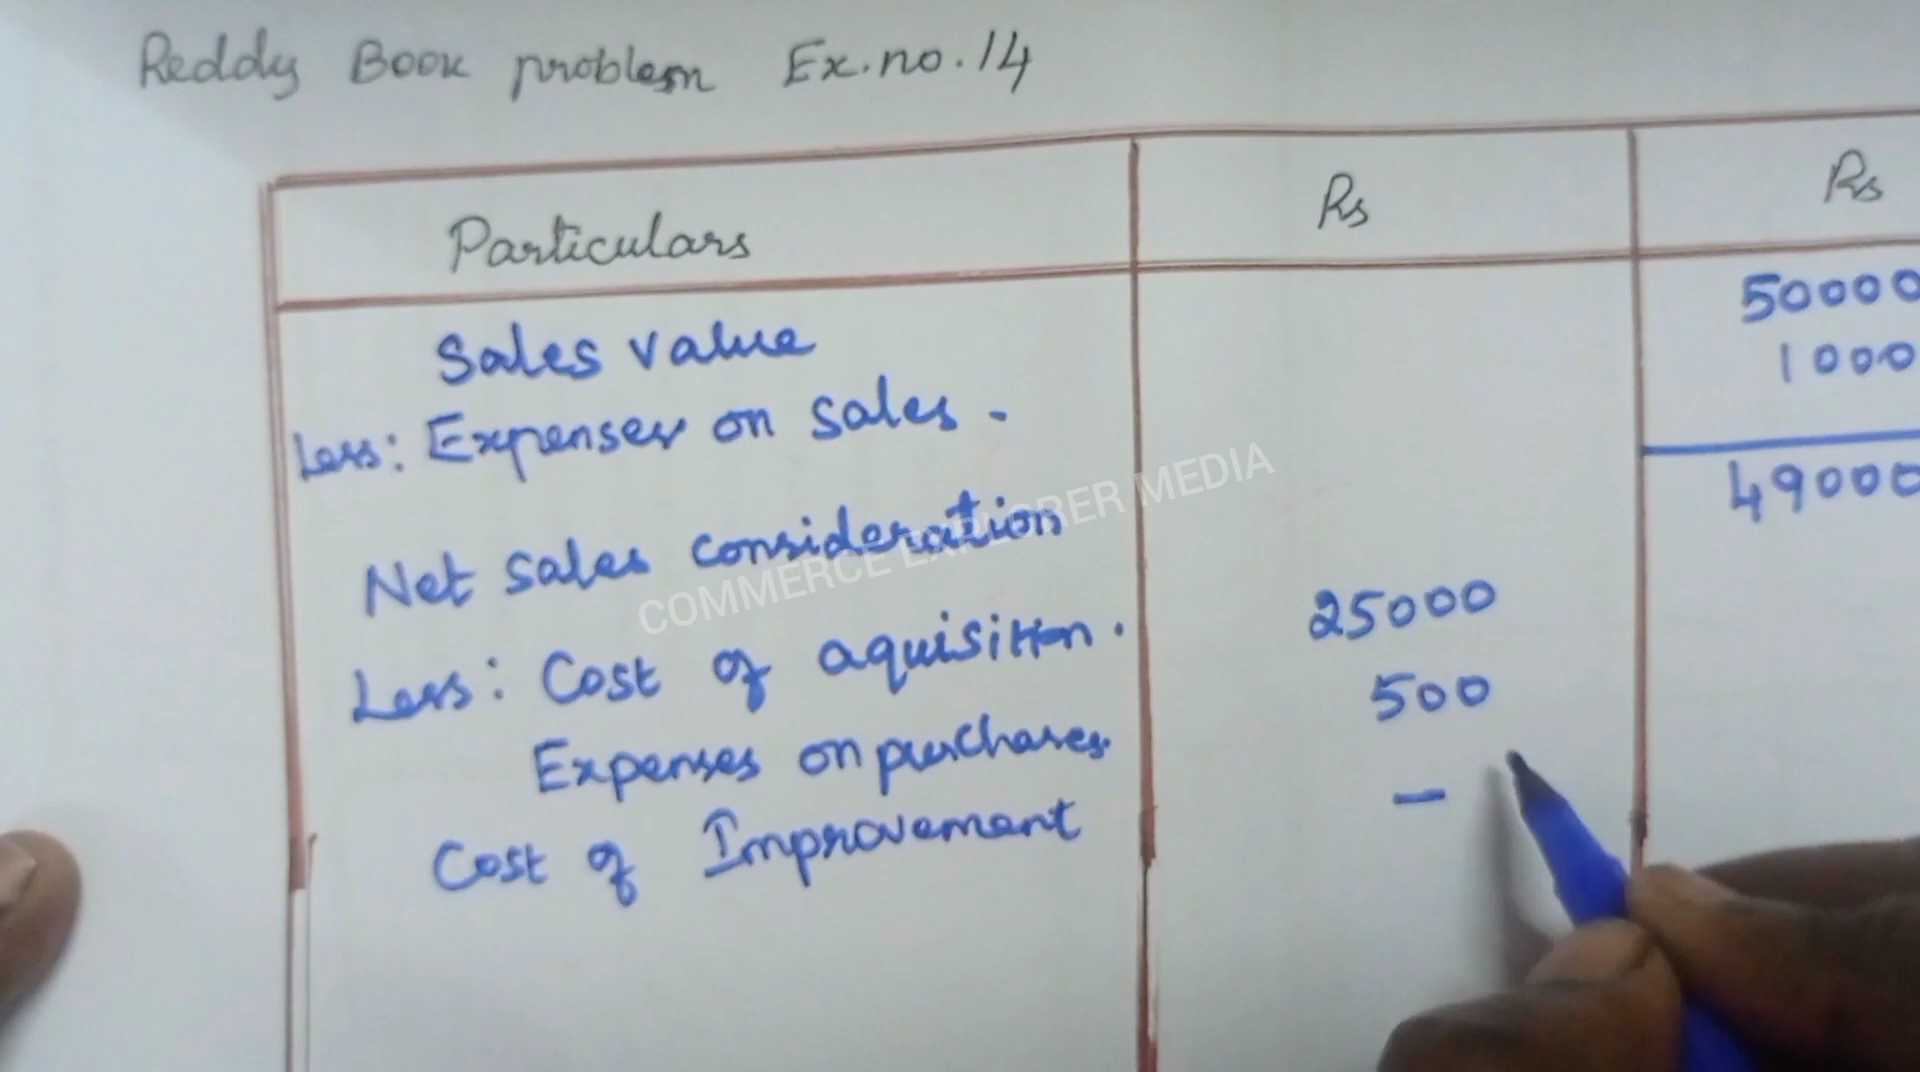 Reddy Book problem Ex.no.14
Particulars Rs Rs
Sales value 50000
Less: Expenses on sales - 1000
49000
Net sales consideration
COMMERCE EXPLORER MEDIA
Less: Cost of aquisition. 25000
Expenses on purchases. 500
Cost of Improvement —